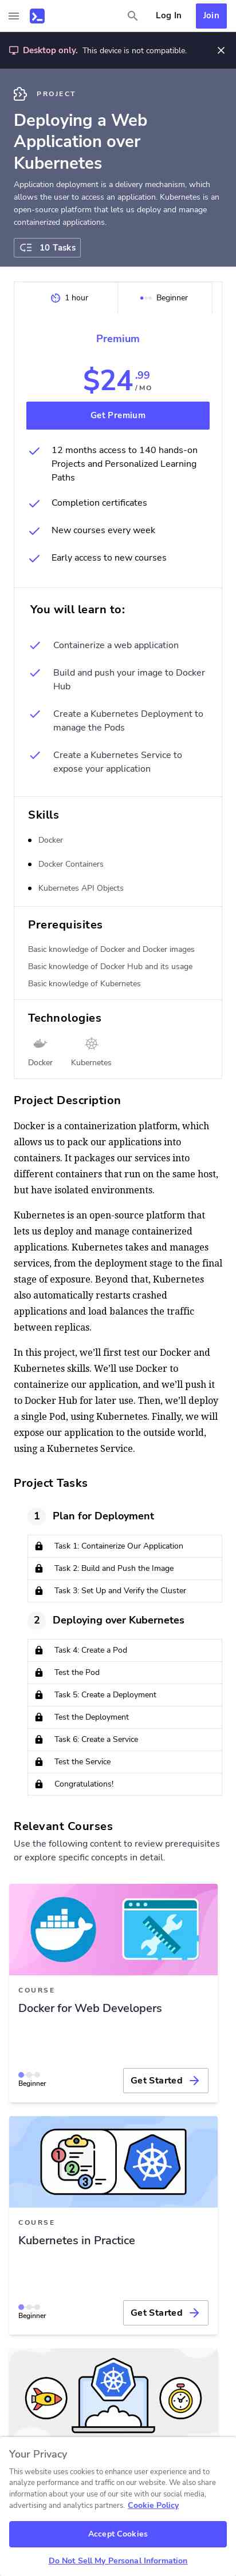 Log In
Join
Desktop only. This device is not compatible.
PROJECT
Deploying a Web
Application over
Kubernetes
Application deployment is a delivery mechanism, which
allows the user to access an application. Kubernetes is an
open-source platform that lets us deploy and manage
containerized applications.
10 Tasks
1 hour
Beginner
Premium
$24.99
/ MO
Get Premium
12 months access to 140 hands-on
Projects and Personalized Learning
Paths
Completion certificates
New courses every week
Early access to new courses
You will learn to:
Containerize a web application
Build and push your image to Docker
Hub
Create a Kubernetes Deployment to
manage the Pods
Create a Kubernetes Service to
expose your application
Skills
Docker
Docker Containers
Kubernetes API Objects
Prerequisites
Basic knowledge of Docker and Docker images
Basic knowledge of Docker Hub and its usage
Basic knowledge of Kubernetes
Technologies
Docker
Kubernetes
Project Description
Docker is a containerization platform, which
allows us to pack our applications into
containers. It packages our services into
different containers that run on the same host,
but have isolated environments.
Kubernetes is an open-source platform that
lets us deploy and manage containerized
applications. Kubernetes takes and manages
services, from the deployment stage to the final
stage of exposure. Beyond that, Kubernetes
also automatically restarts crashed
applications and load balances the traffic
between replicas.
In this project, we’ll first test our Docker and
Kubernetes skills. We’ll use Docker to
containerize our application, and we’ll push it
to Docker Hub for later use. Then, we’ll deploy
a single Pod, using Kubernetes. Finally, we will
expose our application to the outside world,
using a Kubernetes Service.
Project Tasks
1 Plan for Deployment
Task 1: Containerize Our Application
Task 2: Build and Push the Image
Task 3: Set Up and Verify the Cluster
2 Deploying over Kubernetes
Task 4: Create a Pod
Test the Pod
Task 5: Create a Deployment
Test the Deployment
Task 6: Create a Service
Test the Service
Congratulations!
Relevant Courses
Use the following content to review prerequisites
or explore specific concepts in detail.
COURSE
Docker for Web Developers
Beginner
Get Started
1
2
3
COURSE
Kubernetes in Practice
Beginner
Get Started
Your Privacy
This website uses cookies to enhance user experience and to
analyze performance and traffic on our website. We also share
information about your use of our site with our social media,
advertising and analytics partners. Cookie Policy
Accept Cookies
Do Not Sell My Personal Information